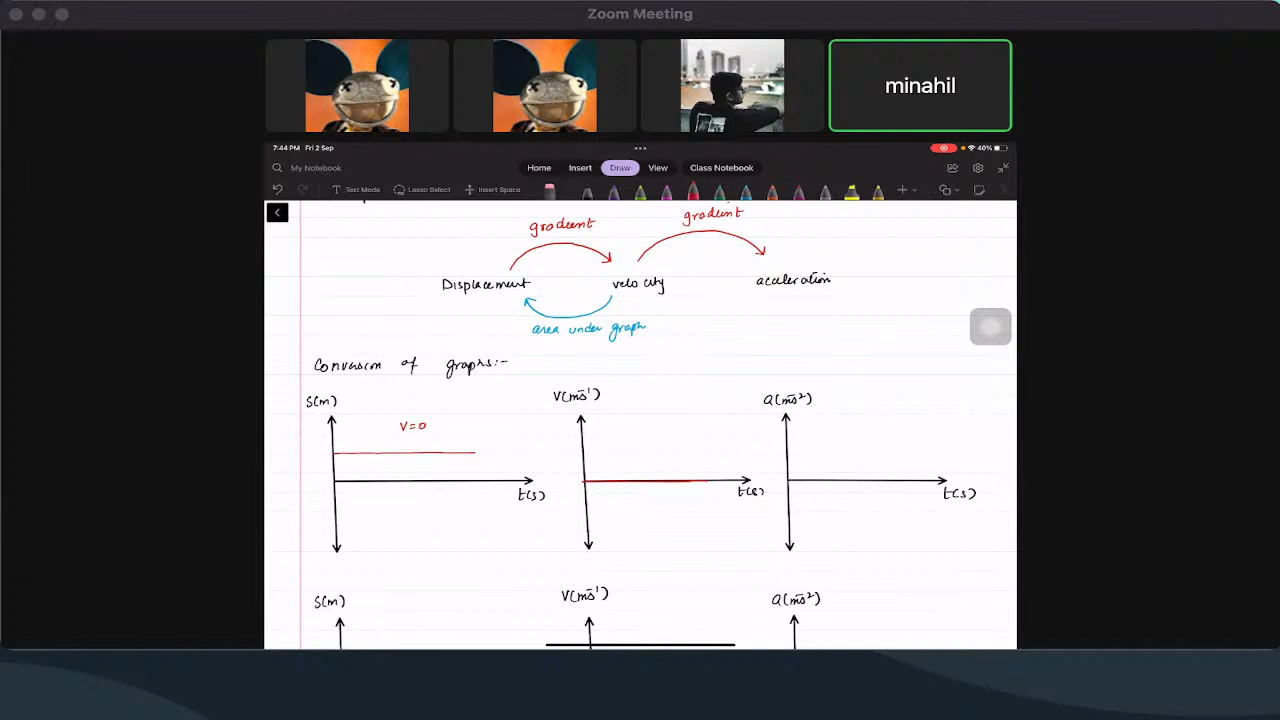 Zoom Meeting
minahil
7:44 PM Fri 2 Sep
40%
My Notebook
Home Insert Draw View Class Notebook
Text Mode Lasso Select Insert Space
gradient gradient
Displacement velocity acceleration
area under graph
Conversion of graphs:-
S(m) V(ms⁻¹) a(ms⁻²)
V=0
t(s) t(s) t(s)
S(m) V(ms⁻¹) a(ms⁻²)